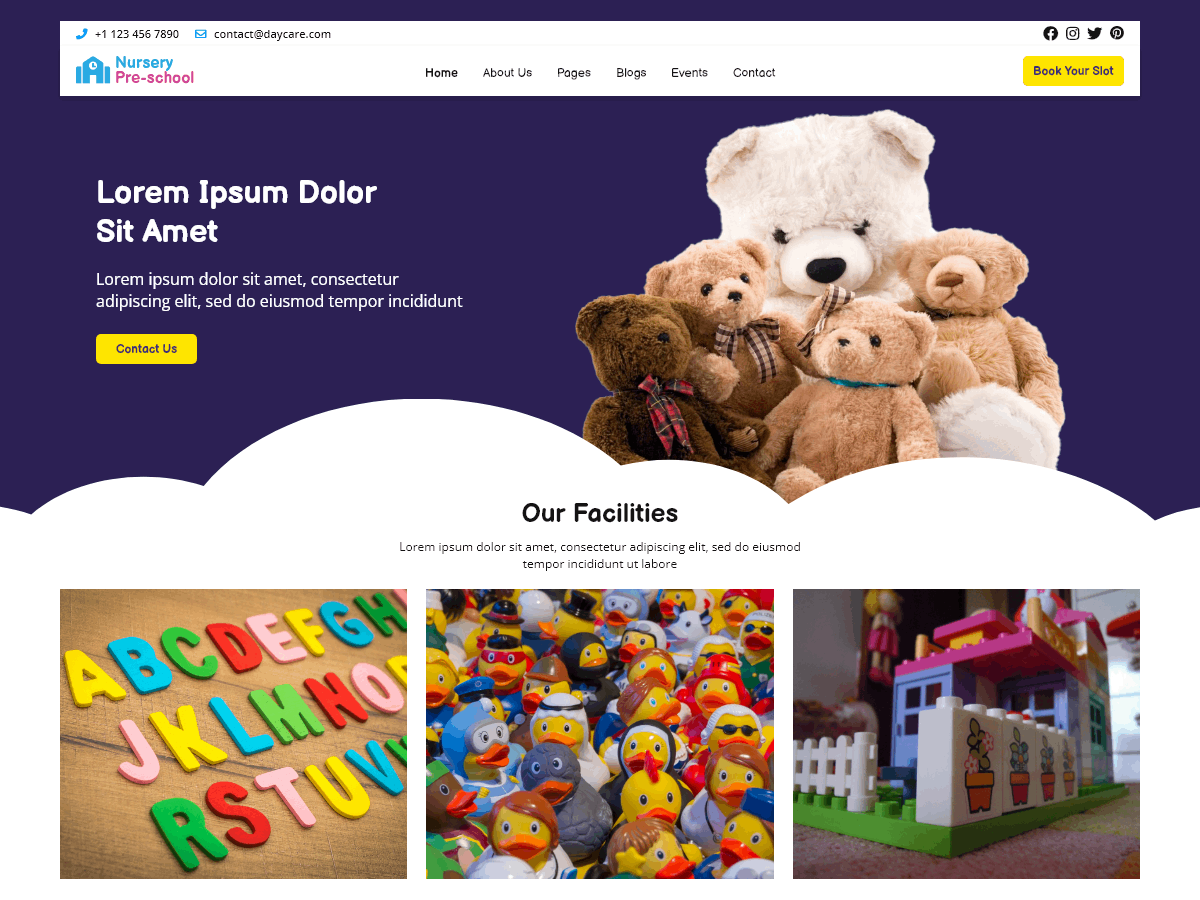 +1 123 456 7890 contact@daycare.com
Nursery
Pre-school
Home About Us Pages Blogs Events Contact
Book Your Slot
Lorem Ipsum Dolor
Sit Amet
Lorem ipsum dolor sit amet, consectetur
adipiscing elit, sed do eiusmod tempor incididunt
Contact Us
Our Facilities
Lorem ipsum dolor sit amet, consectetur adipiscing elit, sed do eiusmod
tempor incididunt ut labore
ABCDEFGH
JKLMNO
RSTUV